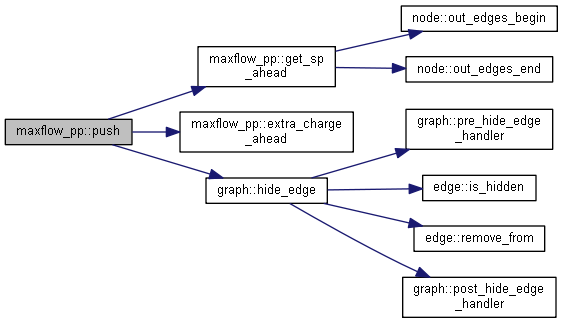 maxflow_pp::push
maxflow_pp::get_sp
_ahead
maxflow_pp::extra_charge
_ahead
graph::hide_edge
node::out_edges_begin
node::out_edges_end
graph::pre_hide_edge
_handler
edge::is_hidden
edge::remove_from
graph::post_hide_edge
_handler